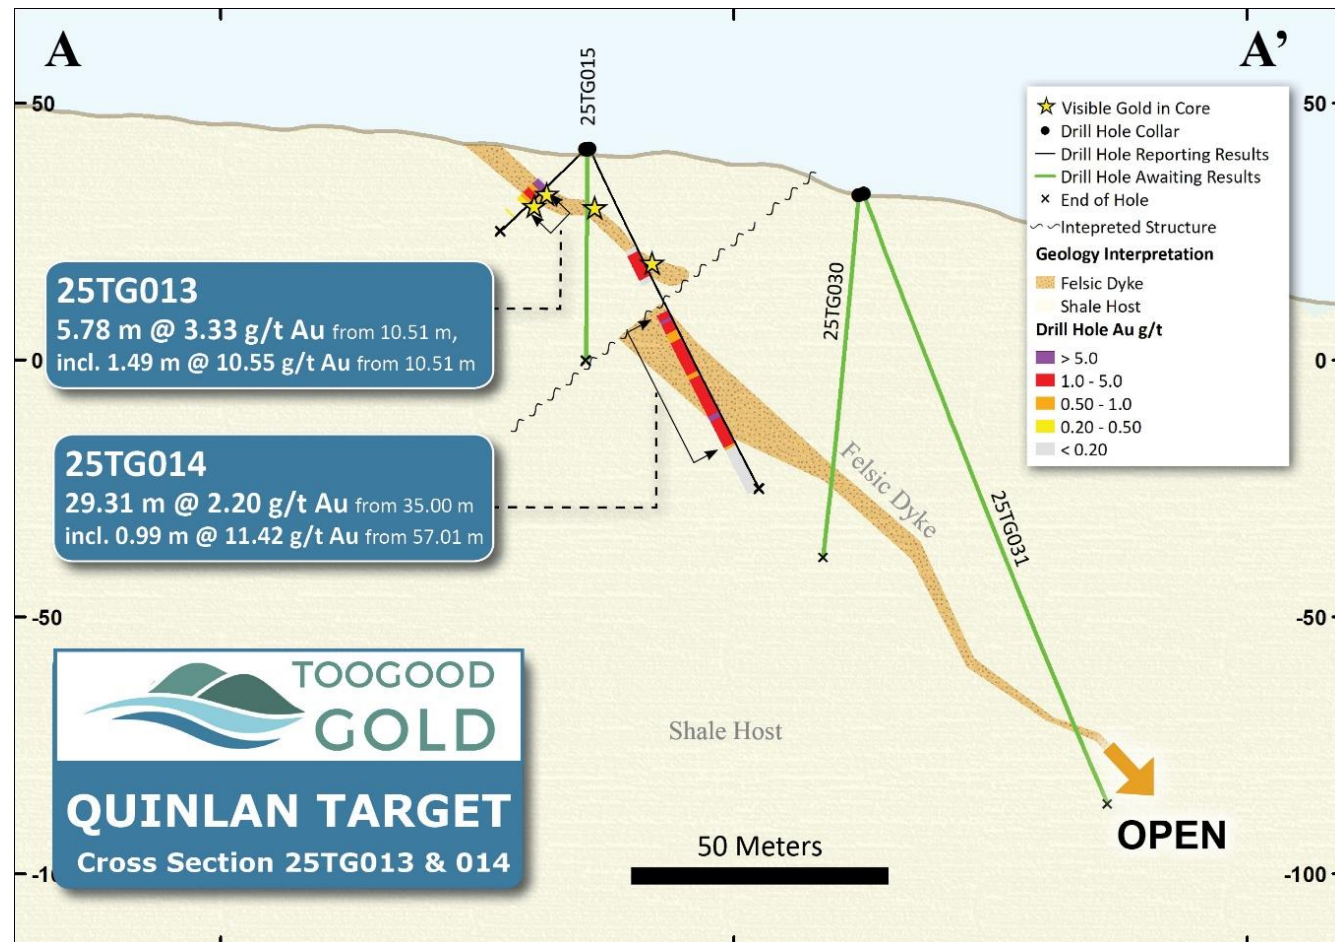 A
A’
25TG015
50
50
Visible Gold in Core
Drill Hole Collar
Drill Hole Reporting Results
Drill Hole Awaiting Results
End of Hole
Intepreted Structure
Geology Interpretation
Felsic Dyke
Shale Host
Drill Hole Au g/t
> 5.0
1.0 - 5.0
0.50 - 1.0
0.20 - 0.50
< 0.20
25TG013
5.78 m @ 3.33 g/t Au from 10.51 m,
incl. 1.49 m @ 10.55 g/t Au from 10.51 m
25TG030
0
0
25TG014
29.31 m @ 2.20 g/t Au from 35.00 m
incl. 0.99 m @ 11.42 g/t Au from 57.01 m
Felsic Dyke
25TG031
-50
-50
TOOGOOD
GOLD
Shale Host
QUINLAN TARGET
Cross Section 25TG013 & 014
50 Meters
OPEN
-100